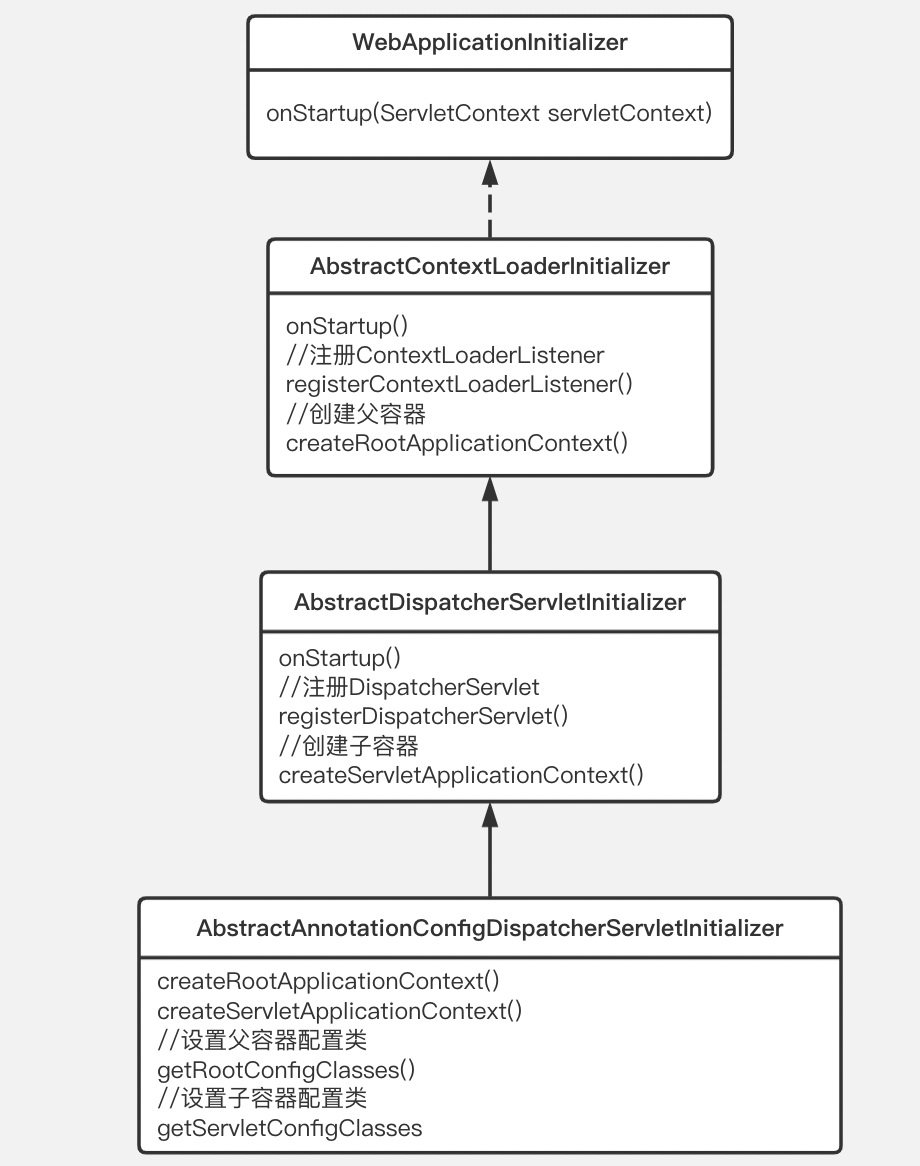 WebApplicationInitializer
onStartup(ServletContext servletContext)
AbstractContextLoaderInitializer
onStartup()
//注册ContextLoaderListener
registerContextLoaderListener()
//创建父容器
createRootApplicationContext()
AbstractDispatcherServletInitializer
onStartup()
//注册DispatcherServlet
registerDispatcherServlet()
//创建子容器
createServletApplicationContext()
AbstractAnnotationConfigDispatcherServletInitializer
createRootApplicationContext()
createServletApplicationContext()
//设置父容器配置类
getRootConfigClasses()
//设置子容器配置类
getServletConfigClasses